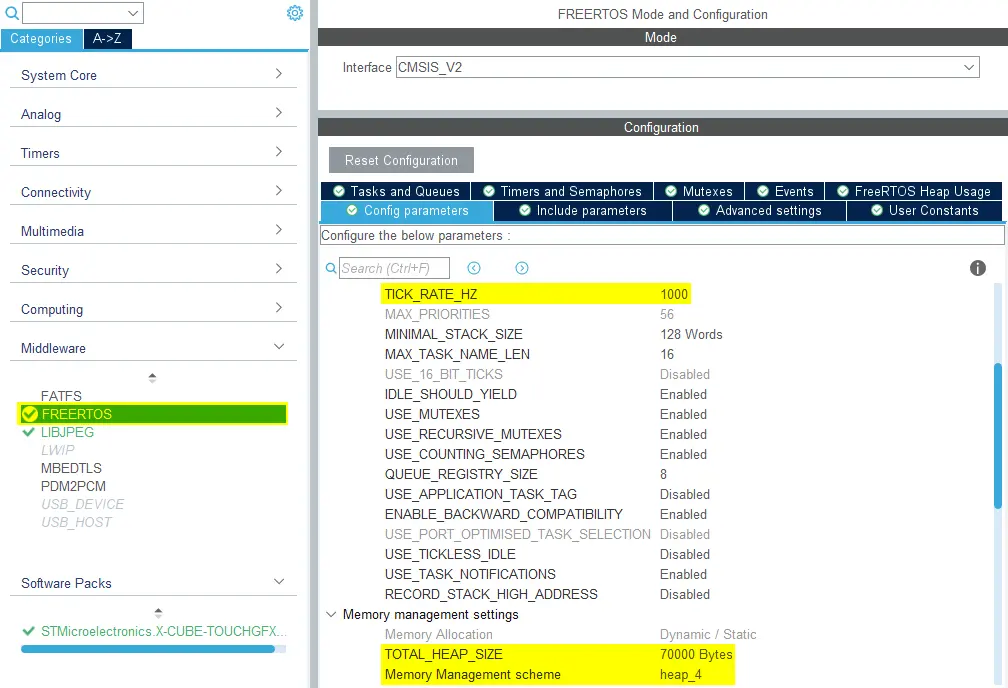 Categories
A->Z
System Core
Analog
Timers
Connectivity
Multimedia
Security
Computing
Middleware
FATFS
FREERTOS
LIBJPEG
LWIP
MBEDTLS
PDM2PCM
USB_DEVICE
USB_HOST
Software Packs
STMicroelectronics.X-CUBE-TOUCHGFX...
FREERTOS Mode and Configuration
Mode
Interface CMSIS_V2
Configuration
Reset Configuration
Tasks and Queues Timers and Semaphores Mutexes Events FreeRTOS Heap Usage
Config parameters Include parameters Advanced settings User Constants
Configure the below parameters :
Search (Ctrl+F)
TICK_RATE_HZ 1000
MAX_PRIORITIES 56
MINIMAL_STACK_SIZE 128 Words
MAX_TASK_NAME_LEN 16
USE_16_BIT_TICKS Disabled
IDLE_SHOULD_YIELD Enabled
USE_MUTEXES Enabled
USE_RECURSIVE_MUTEXES Enabled
USE_COUNTING_SEMAPHORES Enabled
QUEUE_REGISTRY_SIZE 8
USE_APPLICATION_TASK_TAG Disabled
ENABLE_BACKWARD_COMPATIBILITY Enabled
USE_PORT_OPTIMISED_TASK_SELECTION Disabled
USE_TICKLESS_IDLE Disabled
USE_TASK_NOTIFICATIONS Enabled
RECORD_STACK_HIGH_ADDRESS Disabled
Memory management settings
Memory Allocation Dynamic / Static
TOTAL_HEAP_SIZE 70000 Bytes
Memory Management scheme heap_4